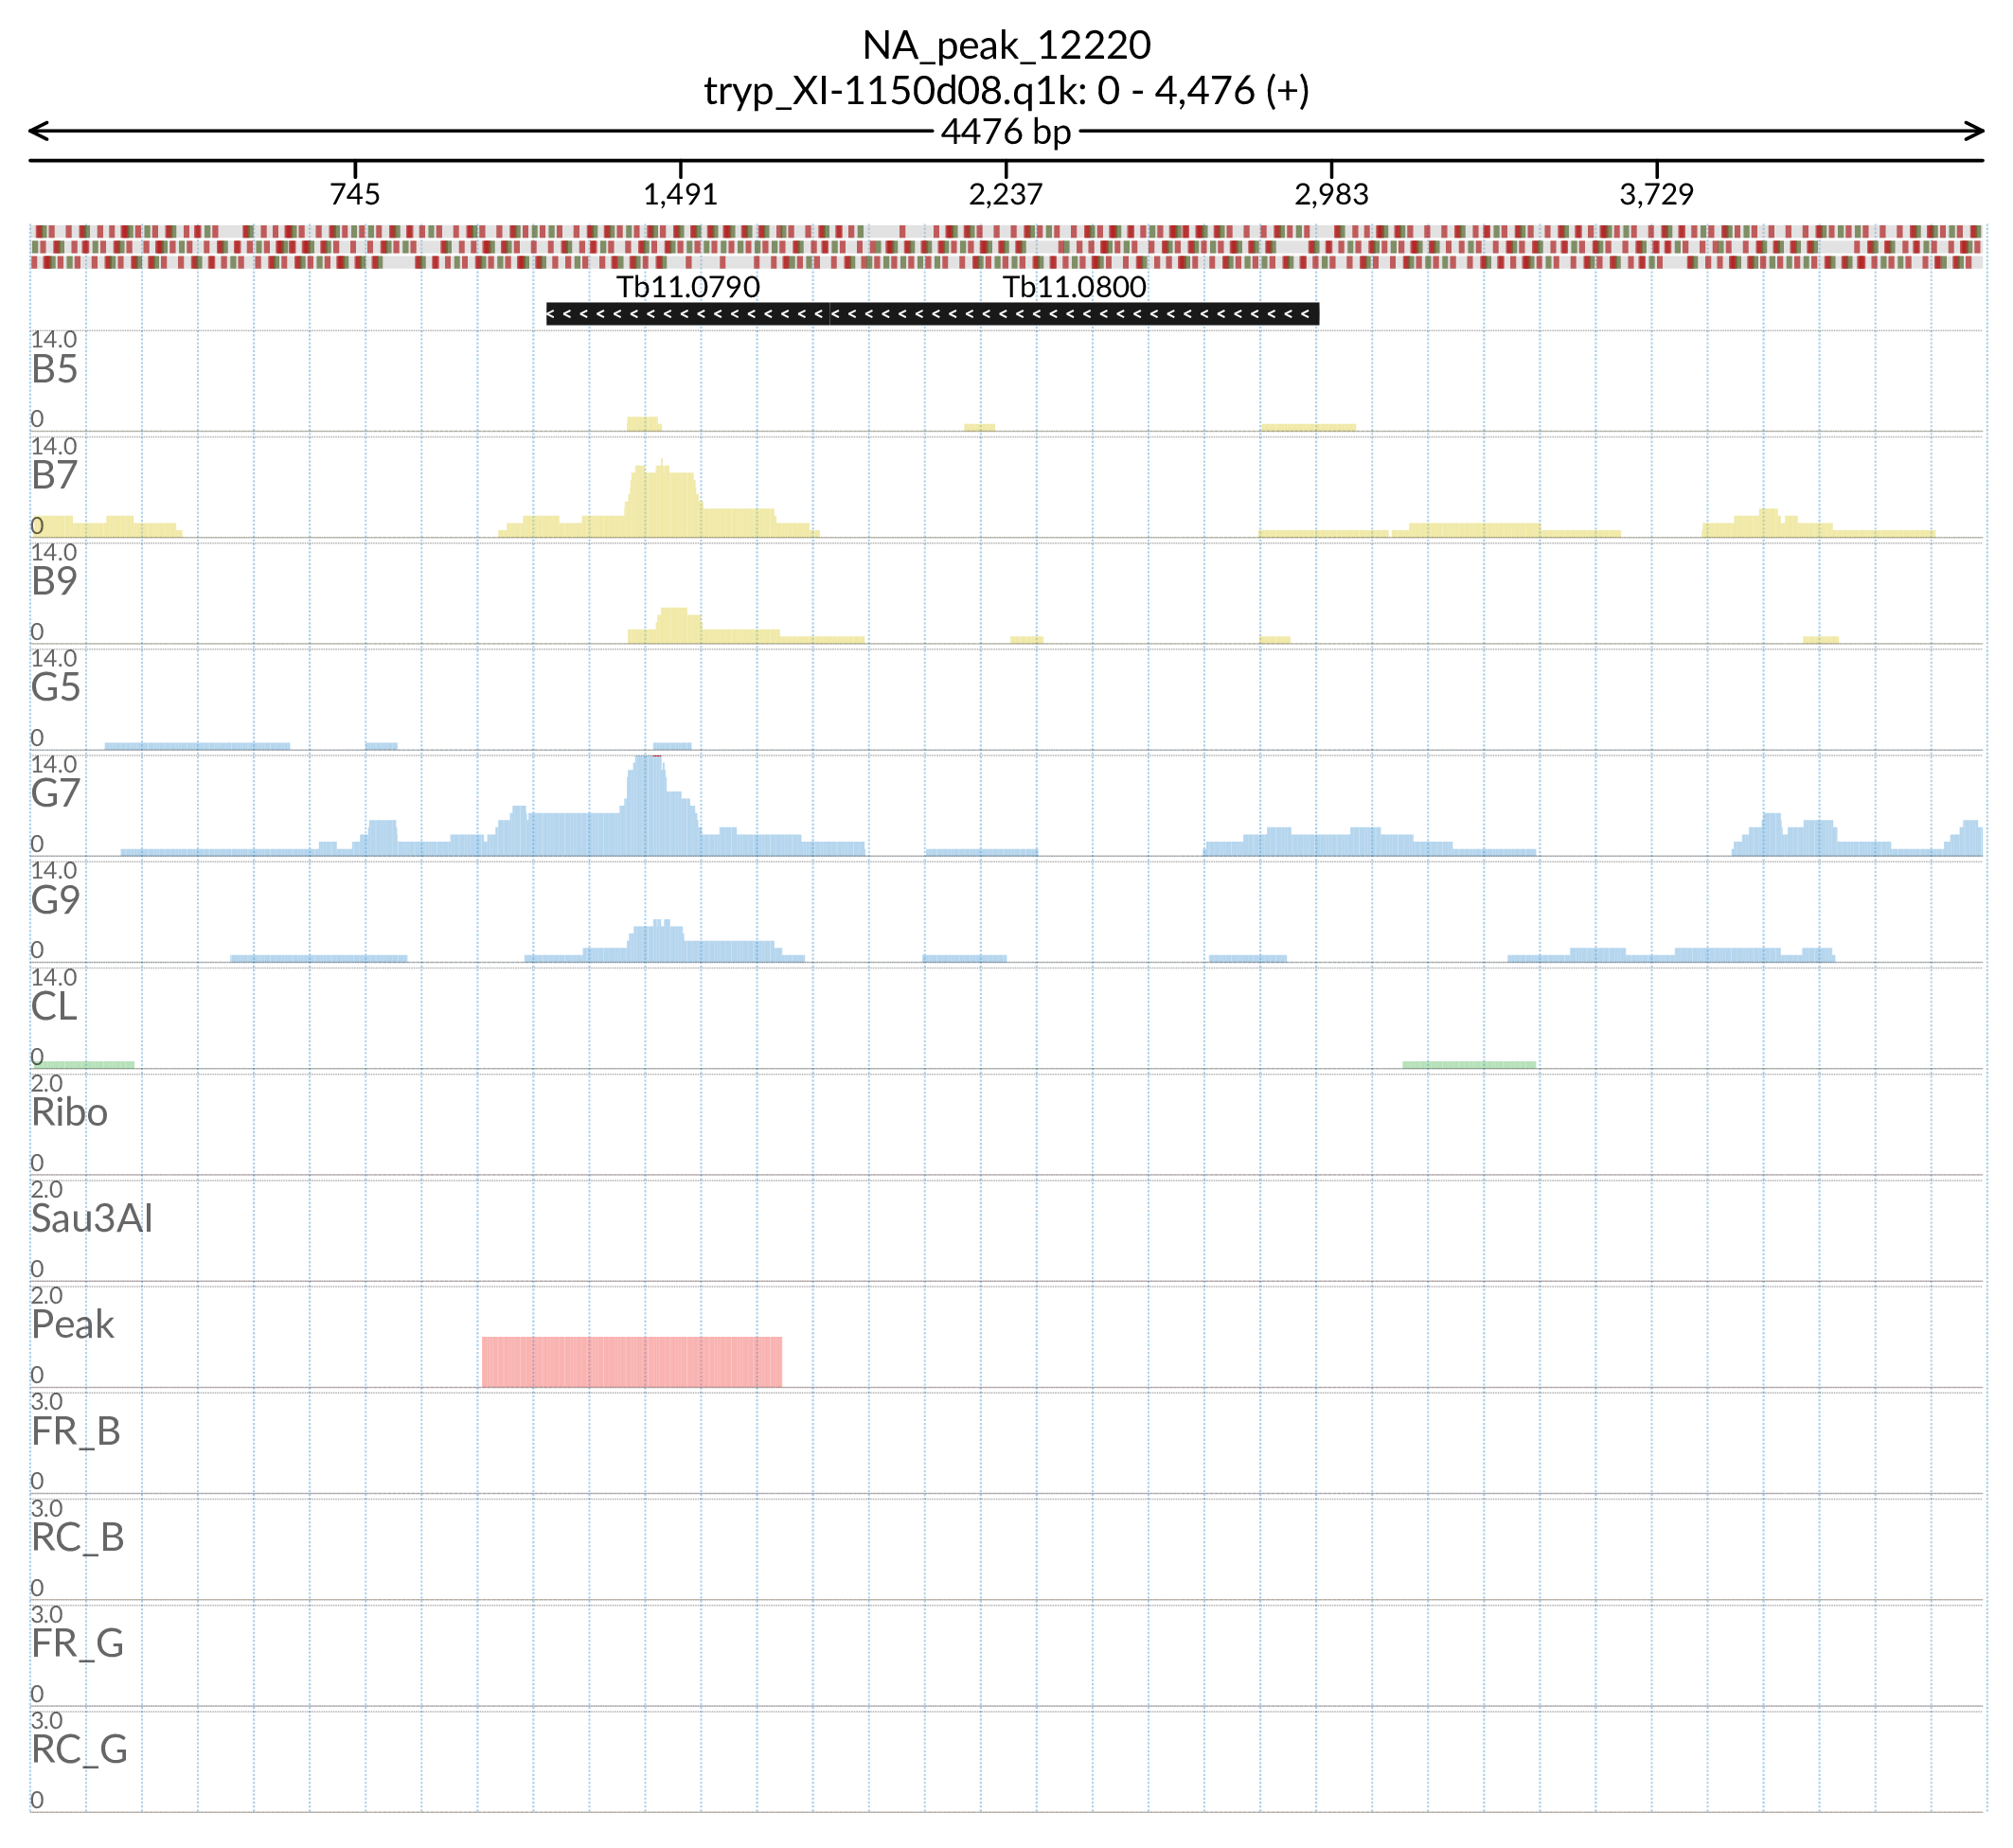 NA_peak_12220
tryp_XI-1150d08.q1k: 0 - 4,476 (+)
4476 bp
745 1,491 2,237 2,983 3,729
Tb11.0790 Tb11.0800
14.0
B5
0
14.0
B7
0
14.0
B9
0
14.0
G5
0
14.0
G7
0
14.0
G9
0
14.0
CL
0
2.0
Ribo
0
2.0
Sau3AI
0
2.0
Peak
0
3.0
FR_B
0
3.0
RC_B
0
3.0
FR_G
0
3.0
RC_G
0